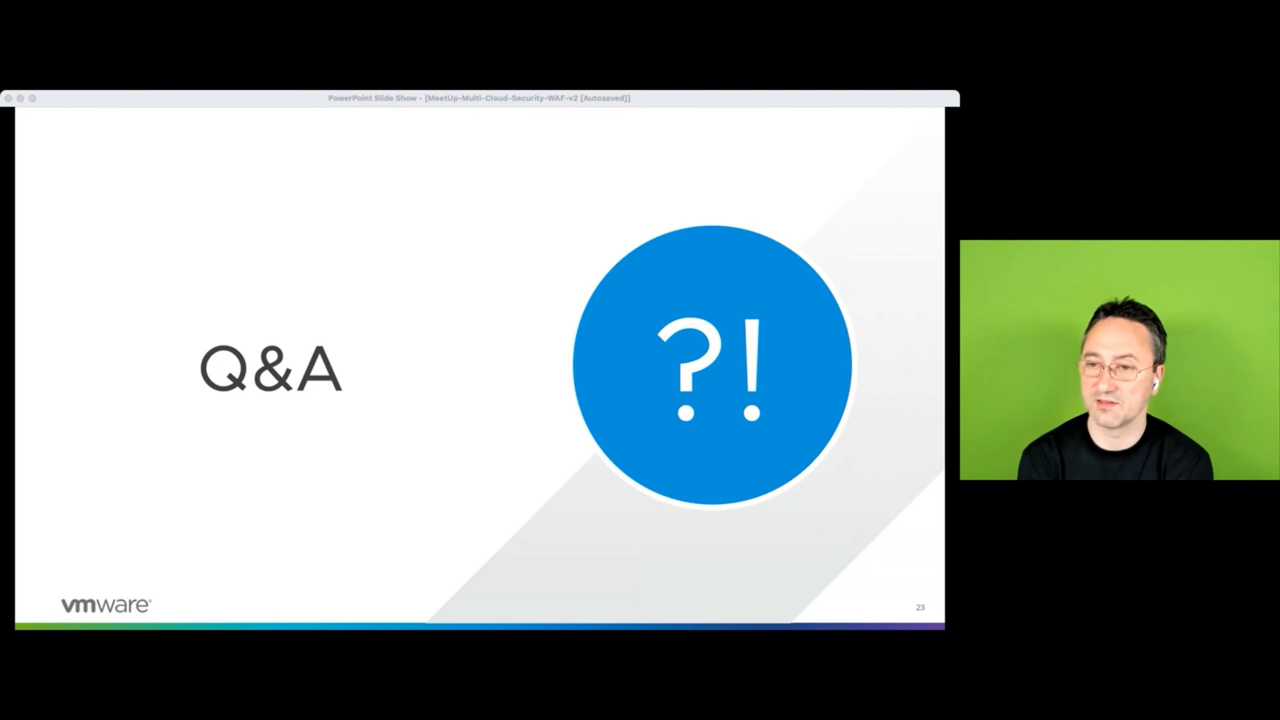 PowerPoint Slide Show - [MeetUp-Multi-Cloud-Security-WAF-v2 [Autosaved]]
Q&A
?!
vmware®
23